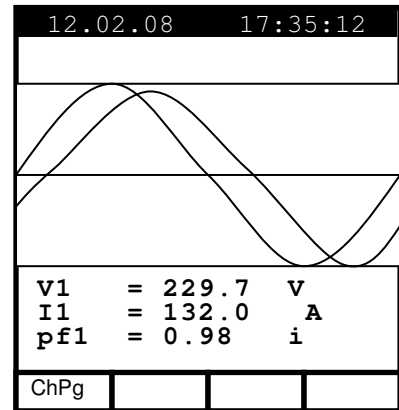 12.02.08 17:35:12
V1 = 229.7 V
I1 = 132.0 A
pf1 = 0.98 i
ChPg